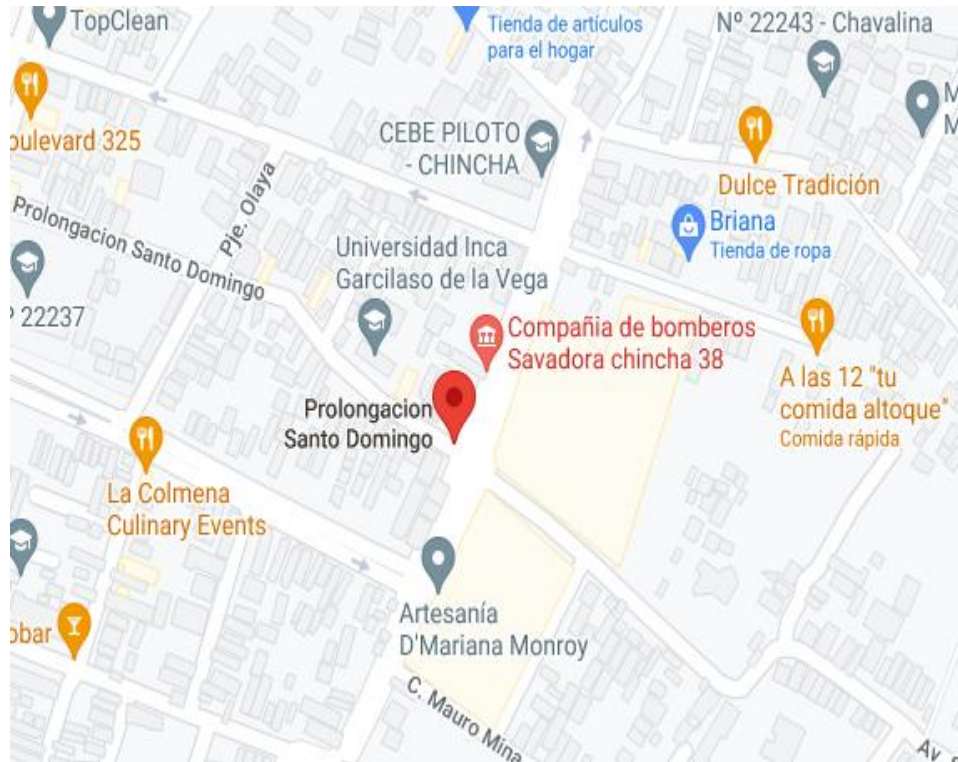 TopClean
Tienda de artículos
para el hogar
Nº 22243 - Chavalina
M
M
oulevard 325
CEBE PILOTO
- CHINCHA
Dulce Tradición
Pje. Olaya
Prolongacion Santo Domingo
Briana
Tienda de ropa
Universidad Inca
Garcilaso de la Vega
22237
Compañia de bomberos
Savadora chincha 38
A las 12 "tu
comida altoque"
Comida rápida
Prolongacion
Santo Domingo
La Colmena
Culinary Events
Artesanía
D'Mariana Monroy
obar
C. Mauro Mina
Av.